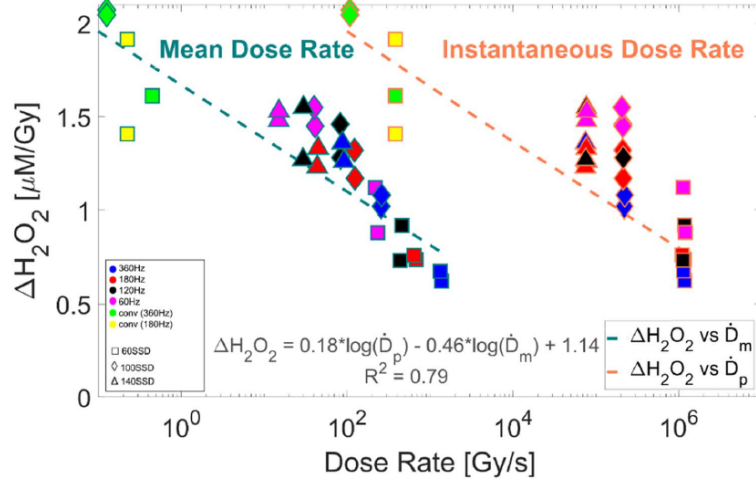 2
1.5
1
0.5
0
ΔH₂O₂ [μM/Gy]
Mean Dose Rate
Instantaneous Dose Rate
360Hz
180Hz
120Hz
60Hz
conv (360Hz)
conv (180Hz)
60SSD
100SSD
140SSD
ΔH₂O₂ = 0.18*log(Ḋₚ) - 0.46*log(Ḋₘ) + 1.14
R² = 0.79
ΔH₂O₂ vs Ḋₘ
ΔH₂O₂ vs Ḋₚ
10⁰
10²
10⁴
10⁶
Dose Rate [Gy/s]